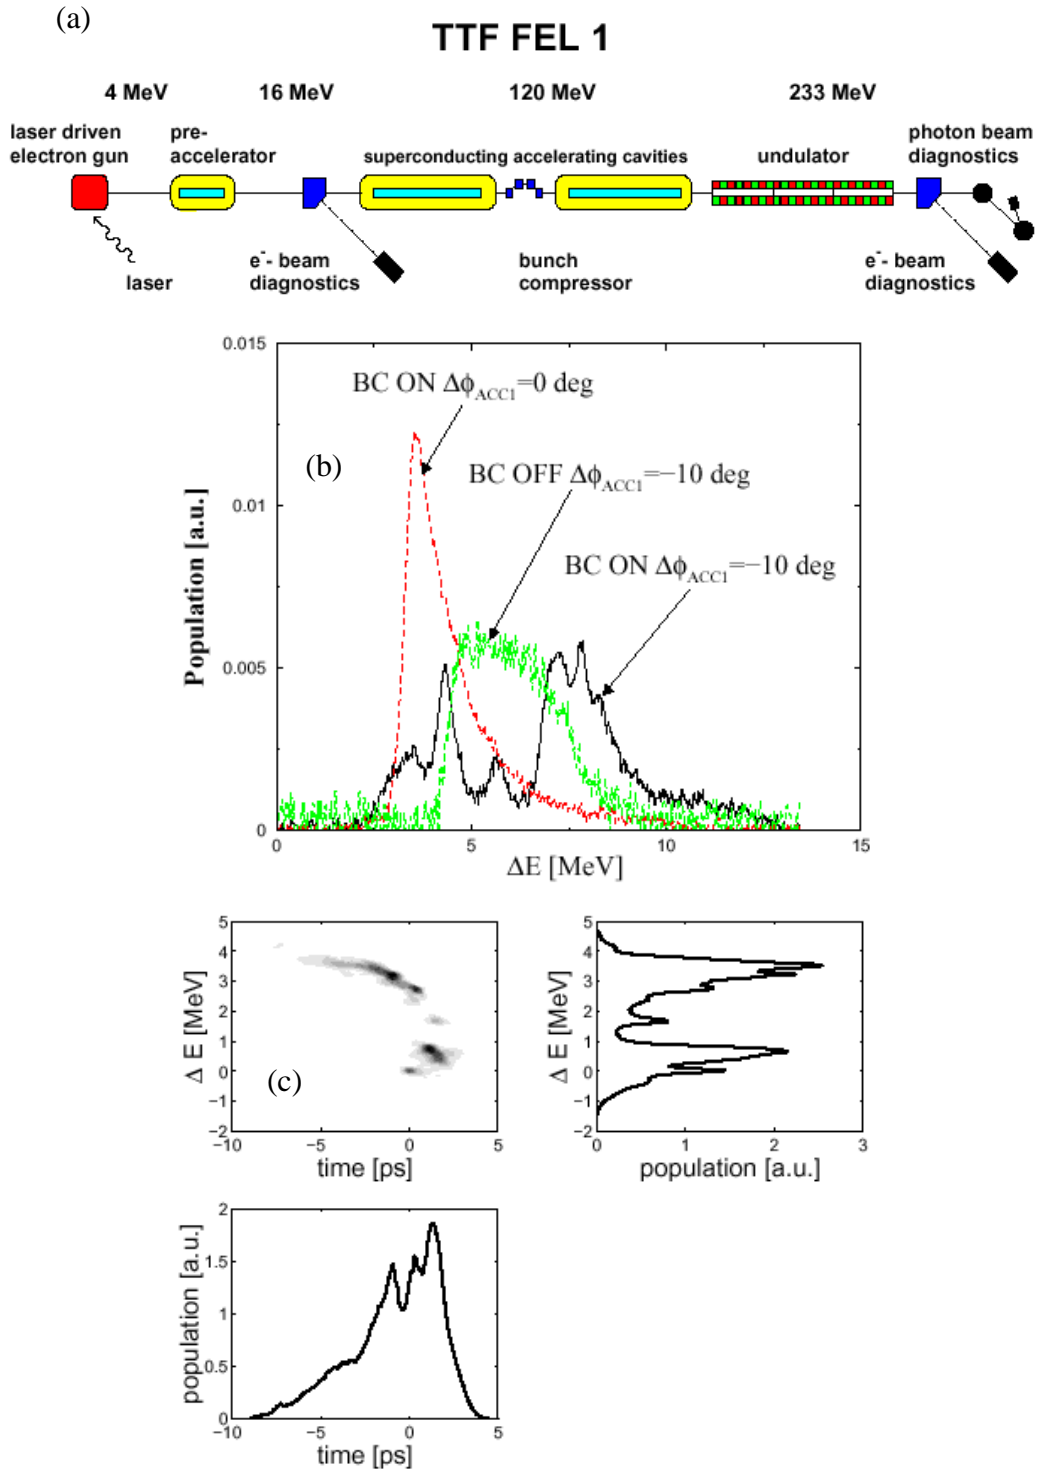 (a)
TTF FEL 1
4 MeV 16 MeV 120 MeV 233 MeV
laser driven
electron gun
pre-
accelerator
superconducting accelerating cavities
undulator
photon beam
diagnostics
laser
e⁻- beam
diagnostics
bunch
compressor
e⁻- beam
diagnostics
0.015
BC ON Δϕ_ACC1=0 deg
(b)
BC OFF Δϕ_ACC1=−10 deg
0.01
BC ON Δϕ_ACC1=−10 deg
Population [a.u.]
0.005
0
0 5 10 15
ΔE [MeV]
5
4
3
2
1
0
−1
−2
Δ E [MeV]
(c)
−10 −5 0 5
time [ps]
5
4
3
2
1
0
−1
−2
Δ E [MeV]
0 1 2 3
population [a.u.]
2
1.5
1
0.5
0
population [a.u.]
−10 −5 0 5
time [ps]